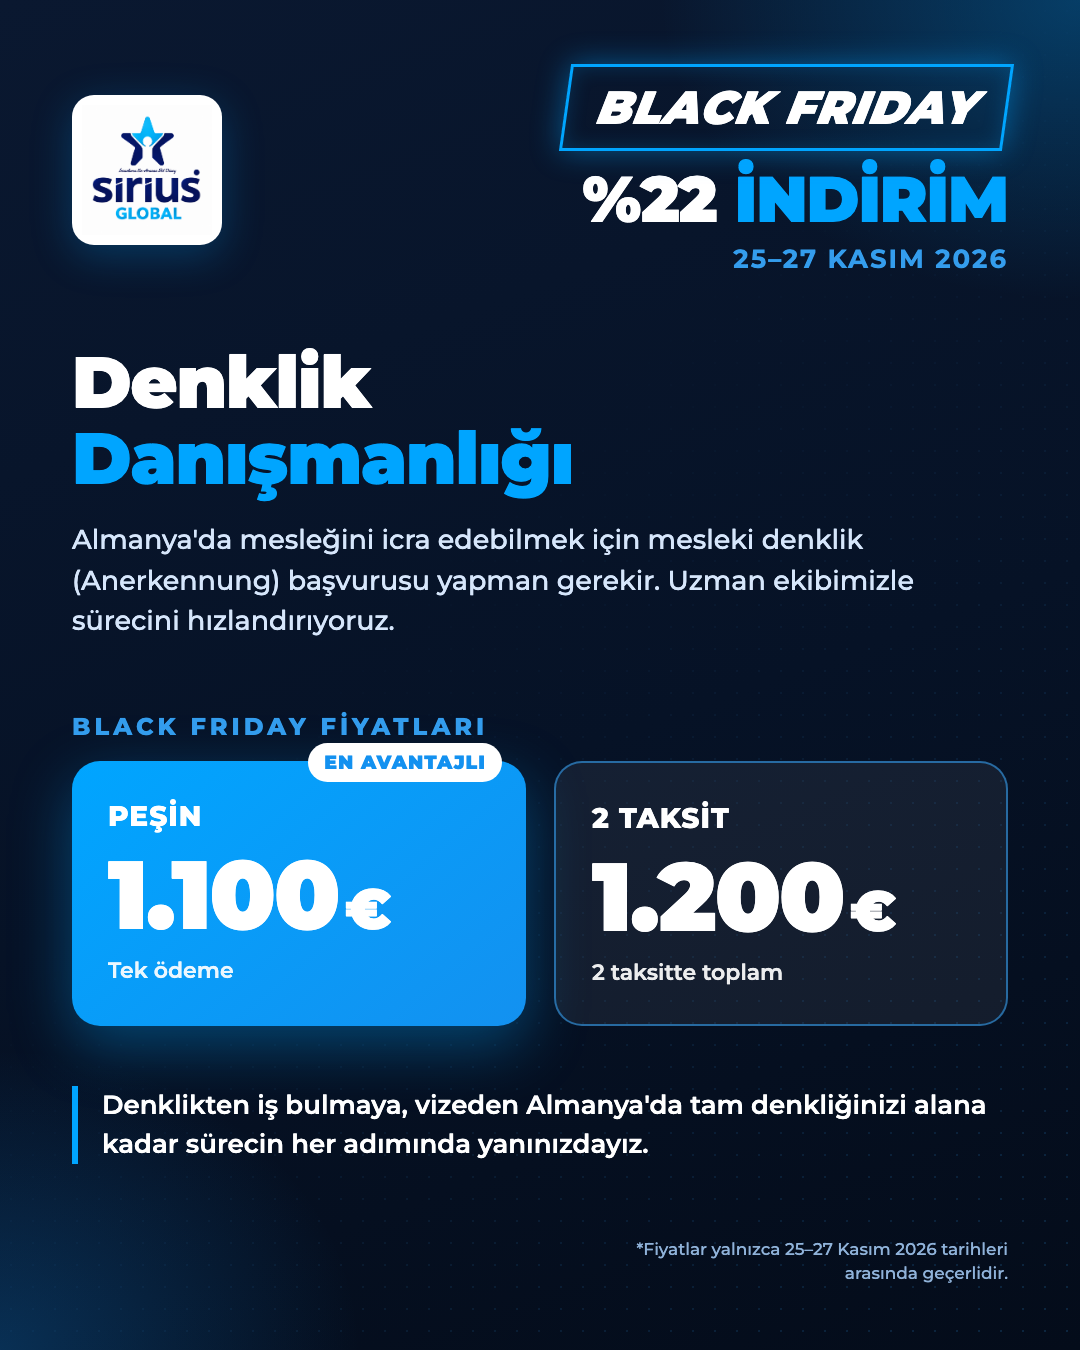 sirius
GLOBAL
BLACK FRIDAY
%22 İNDİRİM
25–27 KASIM 2026
Denklik
Danışmanlığı
Almanya'da mesleğini icra edebilmek için mesleki denklik
(Anerkennung) başvurusu yapman gerekir. Uzman ekibimizle
sürecini hızlandırıyoruz.
BLACK FRIDAY FİYATLARI
EN AVANTAJLI
PEŞİN
1.100€
Tek ödeme
2 TAKSİT
1.200€
2 taksitte toplam
Denklikten iş bulmaya, vizeden Almanya'da tam denkliğinizi alana
kadar sürecin her adımında yanınızdayız.
*Fiyatlar yalnızca 25–27 Kasım 2026 tarihleri
arasında geçerlidir.